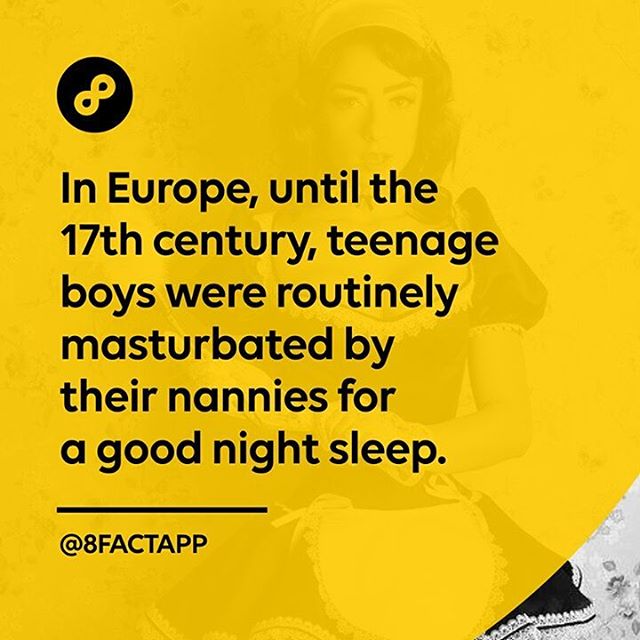 In Europe, until the
17th century, teenage
boys were routinely
masturbated by
their nannies for
a good night sleep.
@8FACTAPP